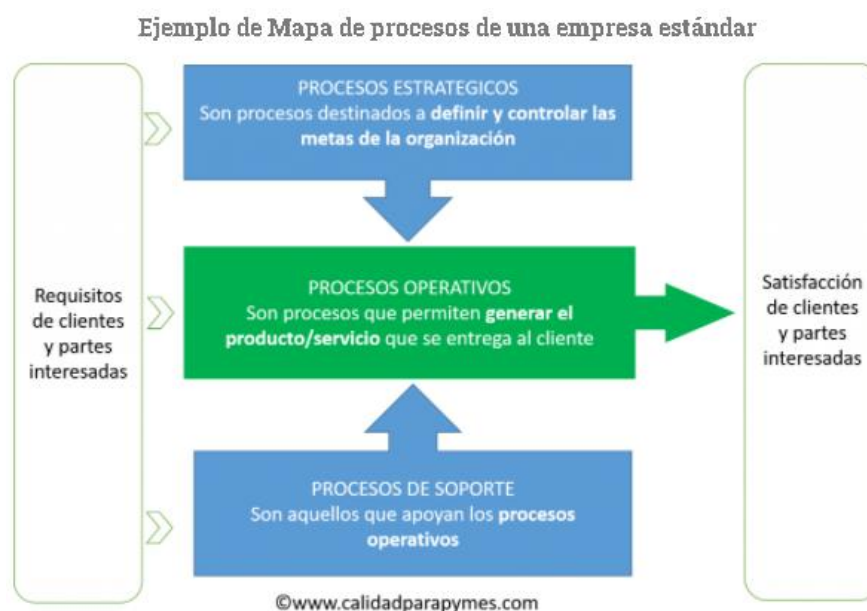 Ejemplo de Mapa de procesos de una empresa estándar
PROCESOS ESTRATEGICOS
Son procesos destinados a definir y controlar las
metas de la organización
Requisitos
de clientes
y partes
interesadas
PROCESOS OPERATIVOS
Son procesos que permiten generar el
producto/servicio que se entrega al cliente
Satisfacción
de clientes
y partes
interesadas
PROCESOS DE SOPORTE
Son aquellos que apoyan los procesos
operativos
©www.calidadparapymes.com